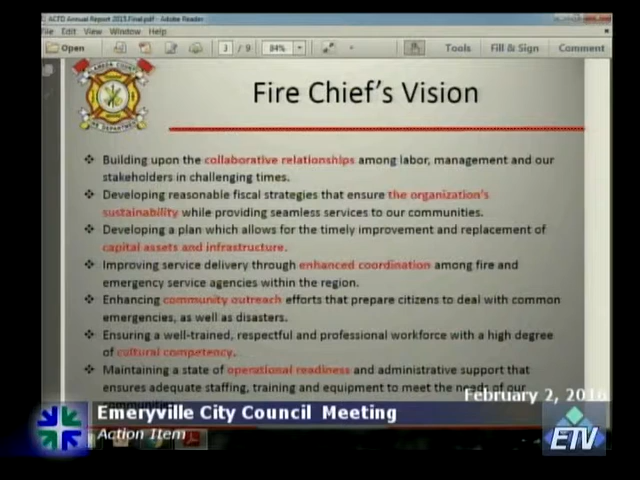 ACFD Annual Report 2015 Final.pdf - Adobe Reader
File Edit View Window Help
Open 3 / 9 84% Tools Fill & Sign Comment
Fire Chief's Vision
Building upon the collaborative relationships among labor, management and our
stakeholders in challenging times.
Developing reasonable fiscal strategies that ensure the organization's
sustainability while providing seamless services to our communities.
Developing a plan which allows for the timely improvement and replacement of
capital assets and infrastructure.
Improving service delivery through enhanced coordination among fire and
emergency service agencies within the region.
Enhancing community outreach efforts that prepare citizens to deal with common
emergencies, as well as disasters.
Ensuring a well-trained, respectful and professional workforce with a high degree
of cultural competency.
Maintaining a state of operational readiness and administrative support that
ensures adequate staffing, training and equipment to meet the needs of our
February 2, 2016
Emeryville City Council Meeting
Action Item
ETV